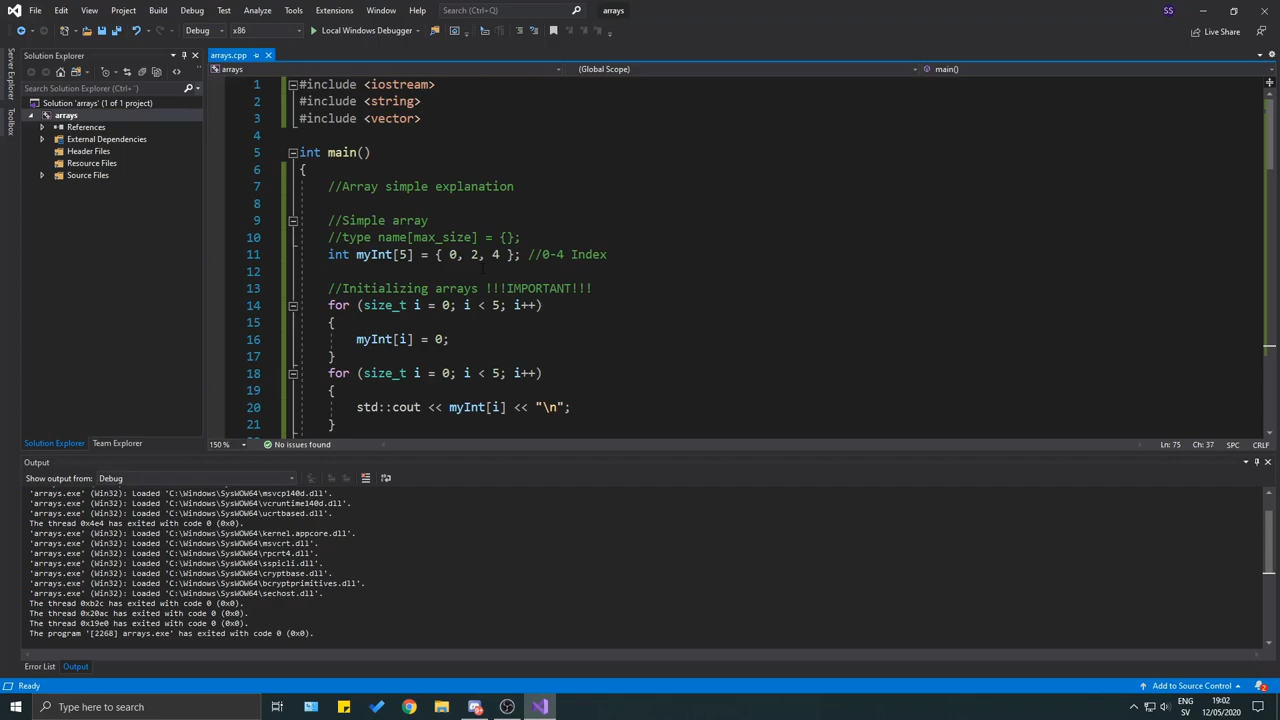 File Edit View Project Build Debug Test Analyze Tools Extensions Window Help Search (Ctrl+Q) arrays SS
Debug x86 Local Windows Debugger Live Share
Server Explorer
Toolbox
Solution Explorer
Search Solution Explorer (Ctrl+¨)
Solution 'arrays' (1 of 1 project)
arrays
References
External Dependencies
Header Files
Resource Files
Source Files
Solution Explorer Team Explorer
arrays.cpp
arrays (Global Scope) main()
1 #include <iostream>
2 #include <string>
3 #include <vector>
4
5 int main()
6 {
7 //Array simple explanation
8
9 //Simple array
10 //type name[max_size] = {};
11 int myInt[5] = { 0, 2, 4 }; //0-4 Index
12
13 //Initializing arrays !!!IMPORTANT!!!
14 for (size_t i = 0; i < 5; i++)
15 {
16 myInt[i] = 0;
17 }
18 for (size_t i = 0; i < 5; i++)
19 {
20 std::cout << myInt[i] << "\n";
21 }
150 % No issues found Ln: 75 Ch: 37 SPC CRLF
Output
Show output from: Debug
'arrays.exe' (Win32): Loaded 'C:\Windows\SysWOW64\msvcp140d.dll'.
'arrays.exe' (Win32): Loaded 'C:\Windows\SysWOW64\vcruntime140d.dll'.
'arrays.exe' (Win32): Loaded 'C:\Windows\SysWOW64\ucrtbased.dll'.
The thread 0x4e4 has exited with code 0 (0x0).
'arrays.exe' (Win32): Loaded 'C:\Windows\SysWOW64\kernel.appcore.dll'.
'arrays.exe' (Win32): Loaded 'C:\Windows\SysWOW64\msvcrt.dll'.
'arrays.exe' (Win32): Loaded 'C:\Windows\SysWOW64\rpcrt4.dll'.
'arrays.exe' (Win32): Loaded 'C:\Windows\SysWOW64\sspicli.dll'.
'arrays.exe' (Win32): Loaded 'C:\Windows\SysWOW64\cryptbase.dll'.
'arrays.exe' (Win32): Loaded 'C:\Windows\SysWOW64\bcryptprimitives.dll'.
'arrays.exe' (Win32): Loaded 'C:\Windows\SysWOW64\sechost.dll'.
The thread 0xb2c has exited with code 0 (0x0).
The thread 0x20ac has exited with code 0 (0x0).
The thread 0x19e0 has exited with code 0 (0x0).
The program '[2268] arrays.exe' has exited with code 0 (0x0).
Error List Output
Ready Add to Source Control 2
Type here to search
ENG 19:02
SV 12/05/2020